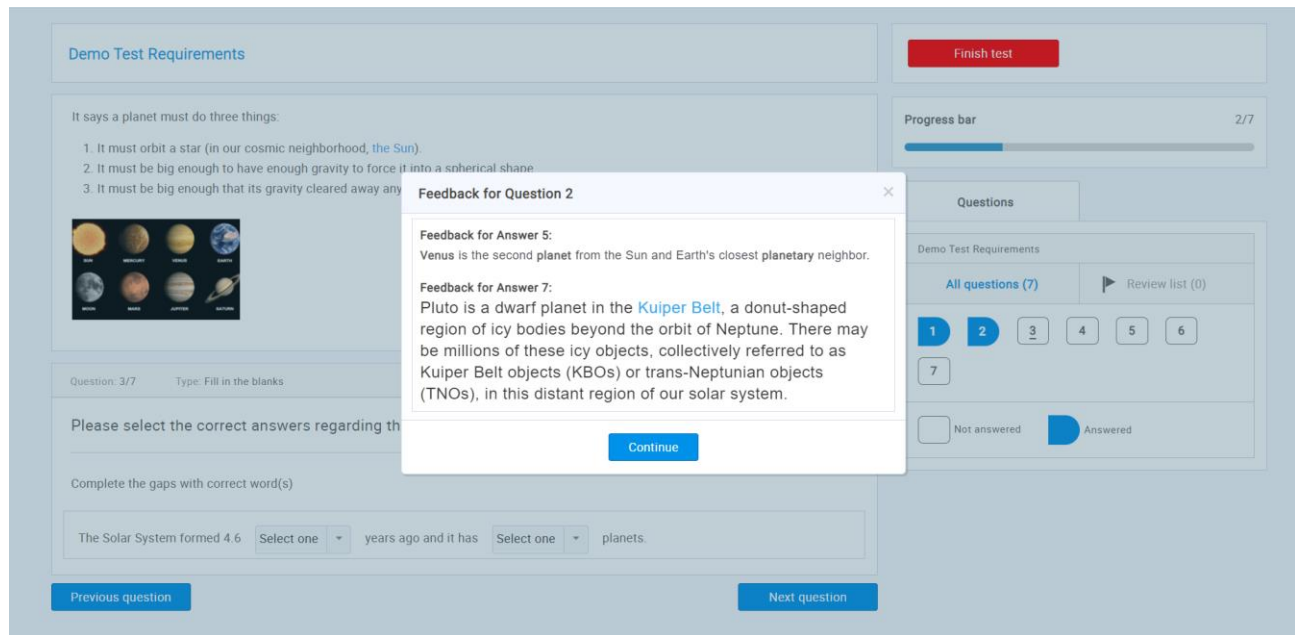 Demo Test Requirements
Finish test
It says a planet must do three things:
1. It must orbit a star (in our cosmic neighborhood, the Sun).
2. It must be big enough to have enough gravity to force it into a spherical shape
3. It must be big enough that its gravity cleared away any
SUN MERCURY VENUS EARTH
MOON MARS JUPITER SATURN
Progress bar 2/7
Feedback for Question 2
Feedback for Answer 5:
Venus is the second planet from the Sun and Earth's closest planetary neighbor.
Feedback for Answer 7:
Pluto is a dwarf planet in the Kuiper Belt, a donut-shaped
region of icy bodies beyond the orbit of Neptune. There may
be millions of these icy objects, collectively referred to as
Kuiper Belt objects (KBOs) or trans-Neptunian objects
(TNOs), in this distant region of our solar system.
Continue
Questions
Demo Test Requirements
All questions (7) Review list (0)
1 2 3 4 5 6
7
Not answered Answered
Question: 3/7 Type: Fill in the blanks
Please select the correct answers regarding th
Complete the gaps with correct word(s)
The Solar System formed 4.6 Select one years ago and it has Select one planets.
Previous question Next question